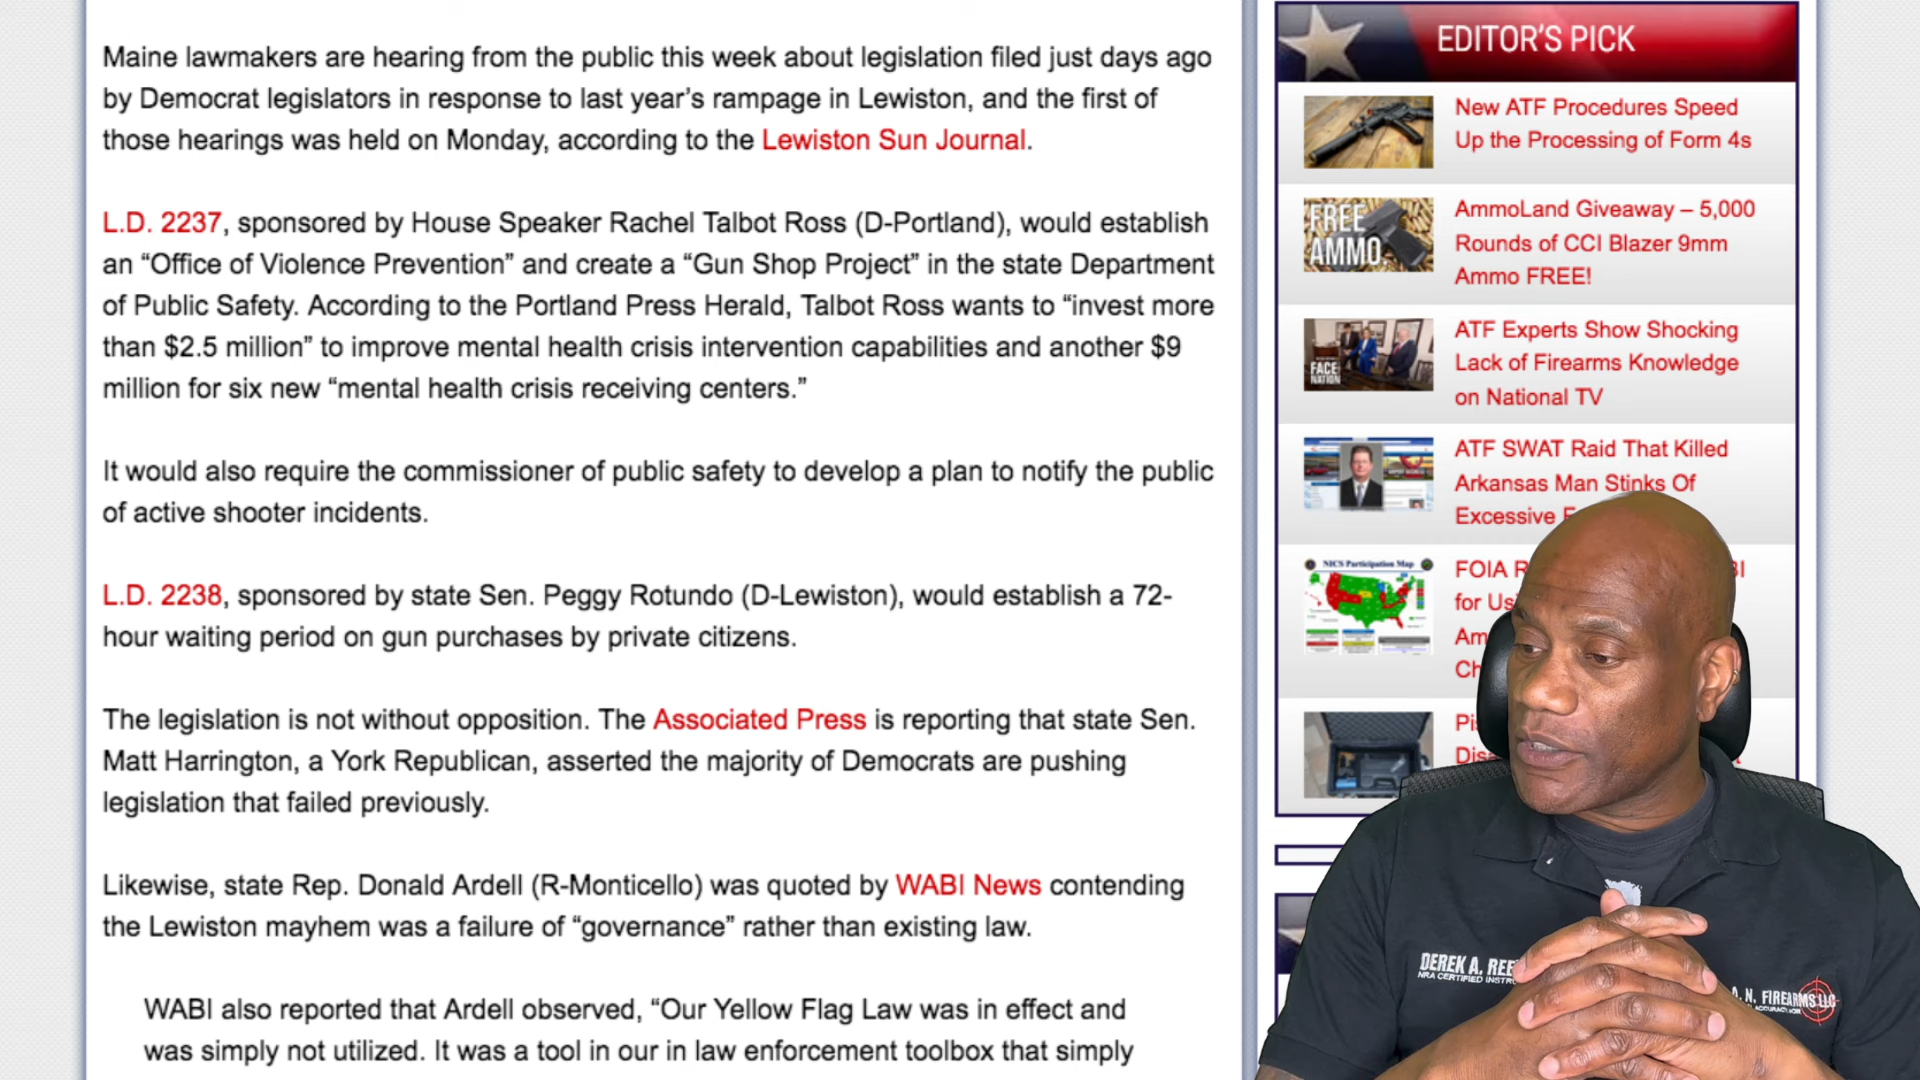 Maine lawmakers are hearing from the public this week about legislation filed just days ago
by Democrat legislators in response to last year’s rampage in Lewiston, and the first of
those hearings was held on Monday, according to the Lewiston Sun Journal.
L.D. 2237, sponsored by House Speaker Rachel Talbot Ross (D-Portland), would establish
an “Office of Violence Prevention” and create a “Gun Shop Project” in the state Department
of Public Safety. According to the Portland Press Herald, Talbot Ross wants to “invest more
than $2.5 million” to improve mental health crisis intervention capabilities and another $9
million for six new “mental health crisis receiving centers.”
It would also require the commissioner of public safety to develop a plan to notify the public
of active shooter incidents.
L.D. 2238, sponsored by state Sen. Peggy Rotundo (D-Lewiston), would establish a 72-
hour waiting period on gun purchases by private citizens.
The legislation is not without opposition. The Associated Press is reporting that state Sen.
Matt Harrington, a York Republican, asserted the majority of Democrats are pushing
legislation that failed previously.
Likewise, state Rep. Donald Ardell (R-Monticello) was quoted by WABI News contending
the Lewiston mayhem was a failure of “governance” rather than existing law.
WABI also reported that Ardell observed, “Our Yellow Flag Law was in effect and
was simply not utilized. It was a tool in our in law enforcement toolbox that simply
EDITOR’S PICK
New ATF Procedures Speed
Up the Processing of Form 4s
FREE
AMMO.
AmmoLand Giveaway – 5,000
Rounds of CCI Blazer 9mm
Ammo FREE!
FACE
NATION
ATF Experts Show Shocking
Lack of Firearms Knowledge
on National TV
ATF SWAT Raid That Killed
Arkansas Man Stinks Of
Excessive
NICS Participation Map
FOIA
for
DEREK A.
NRA CERTIFIED
N. FIREARMS LLC